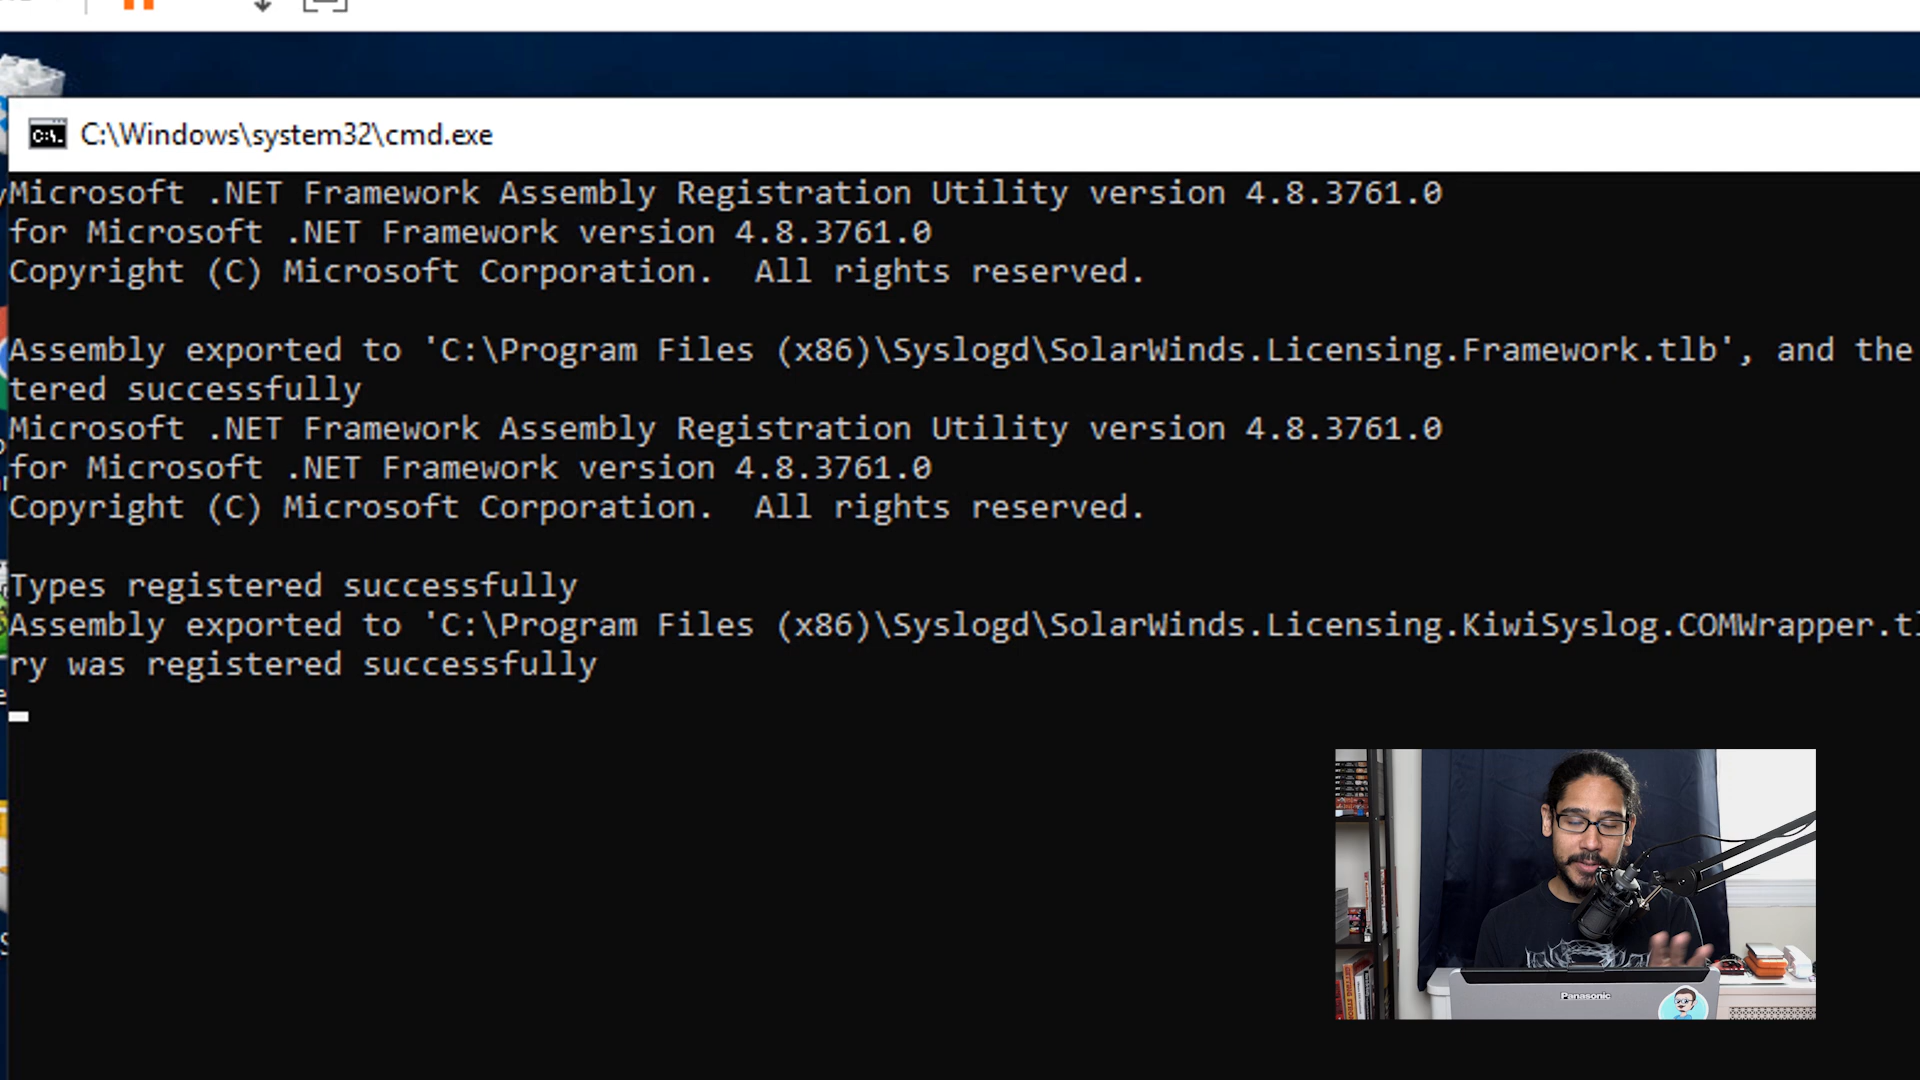 C:\Windows\system32\cmd.exe
Microsoft .NET Framework Assembly Registration Utility version 4.8.3761.0
for Microsoft .NET Framework version 4.8.3761.0
Copyright (C) Microsoft Corporation.  All rights reserved.
Assembly exported to 'C:\Program Files (x86)\Syslogd\SolarWinds.Licensing.Framework.tlb', and the
tered successfully
Microsoft .NET Framework Assembly Registration Utility version 4.8.3761.0
for Microsoft .NET Framework version 4.8.3761.0
Copyright (C) Microsoft Corporation.  All rights reserved.
Types registered successfully
Assembly exported to 'C:\Program Files (x86)\Syslogd\SolarWinds.Licensing.KiwiSyslog.COMWrapper.tl
ry was registered successfully
Panasonic